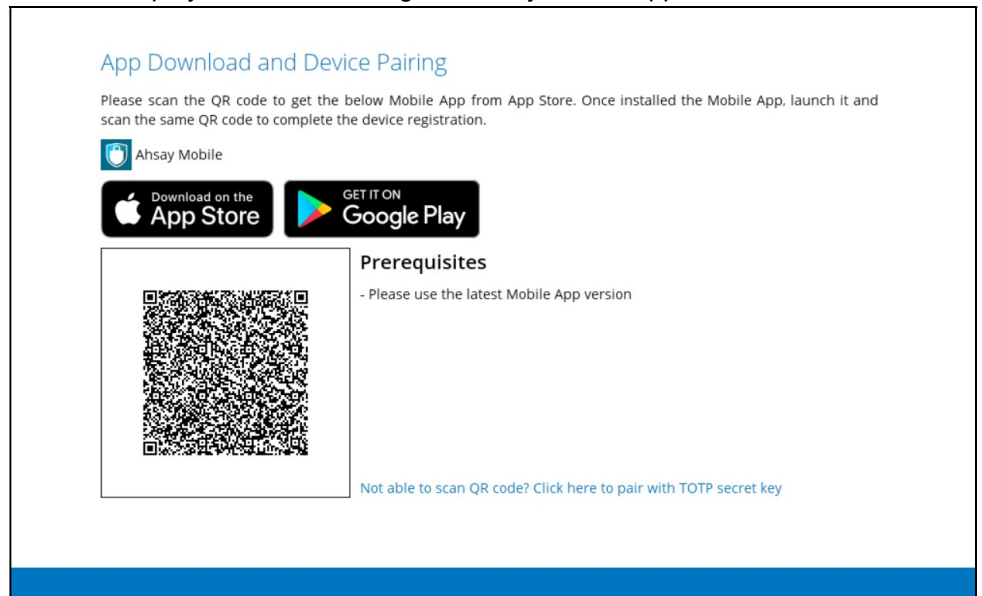 App Download and Device Pairing
Please scan the QR code to get the below Mobile App from App Store. Once installed the Mobile App, launch it and
scan the same QR code to complete the device registration.
Ahsay Mobile
Download on the
App Store
GET IT ON
Google Play
Prerequisites
- Please use the latest Mobile App version
Not able to scan QR code? Click here to pair with TOTP secret key